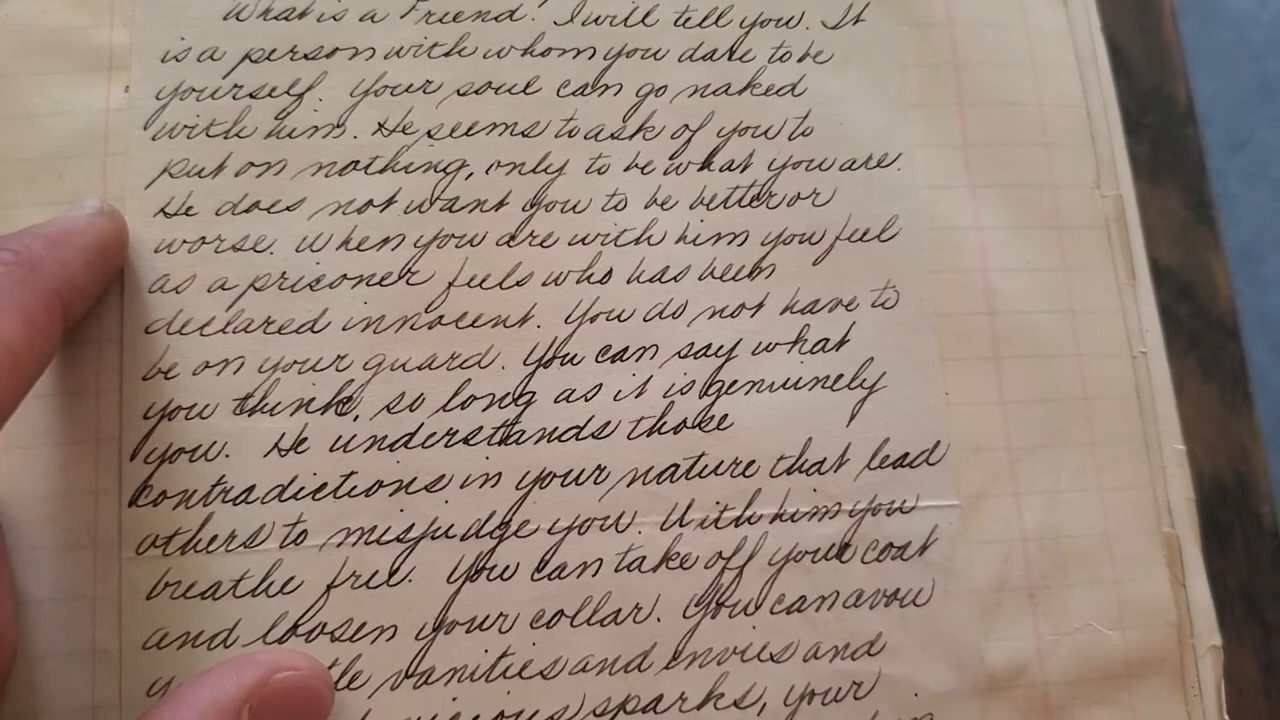 What is a Friend? I will tell you. It
is a person with whom you dare to be
yourself. Your soul can go naked
with him. He seems to ask of you to
put on nothing, only to be what you are.
He does not want you to be better or
worse. When you are with him you feel
as a prisoner feels who has been
declared innocent. You do not have to
be on your guard. You can say what
you think, so long as it is genuinely
you. He understands those
contradictions in your nature that lead
others to misjudge you. With him you
breathe free. You can take off your coat
and loosen your collar. You can avow
vanities and envies and
sparks, your